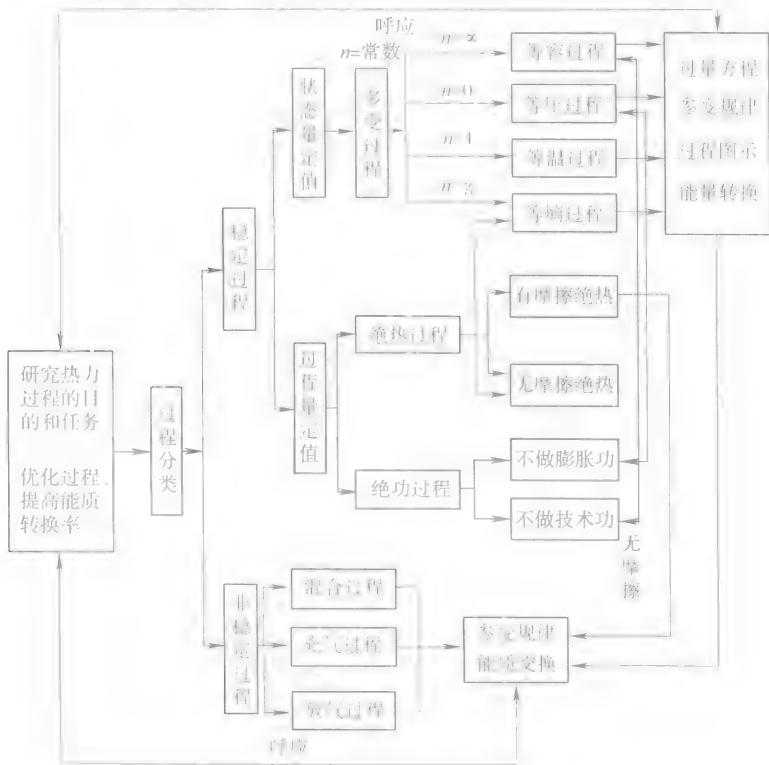 呼应
n=常数
状态量定值
多变过程
n=0
n=1
等容过程
等压过程
等温过程
等熵过程
过程方程
参变规律
过程图示
能量转换
稳定过程
过程量定值
绝热过程
有摩擦绝热
无摩擦绝热
绝功过程
不做膨胀功
不做技术功
无摩擦
研究热力
过程的目
的和任务
优化过程、
提高能质
转换率
过程分类
非稳定过程
混合过程
充气过程
放气过程
参变规律
能质变换
呼应